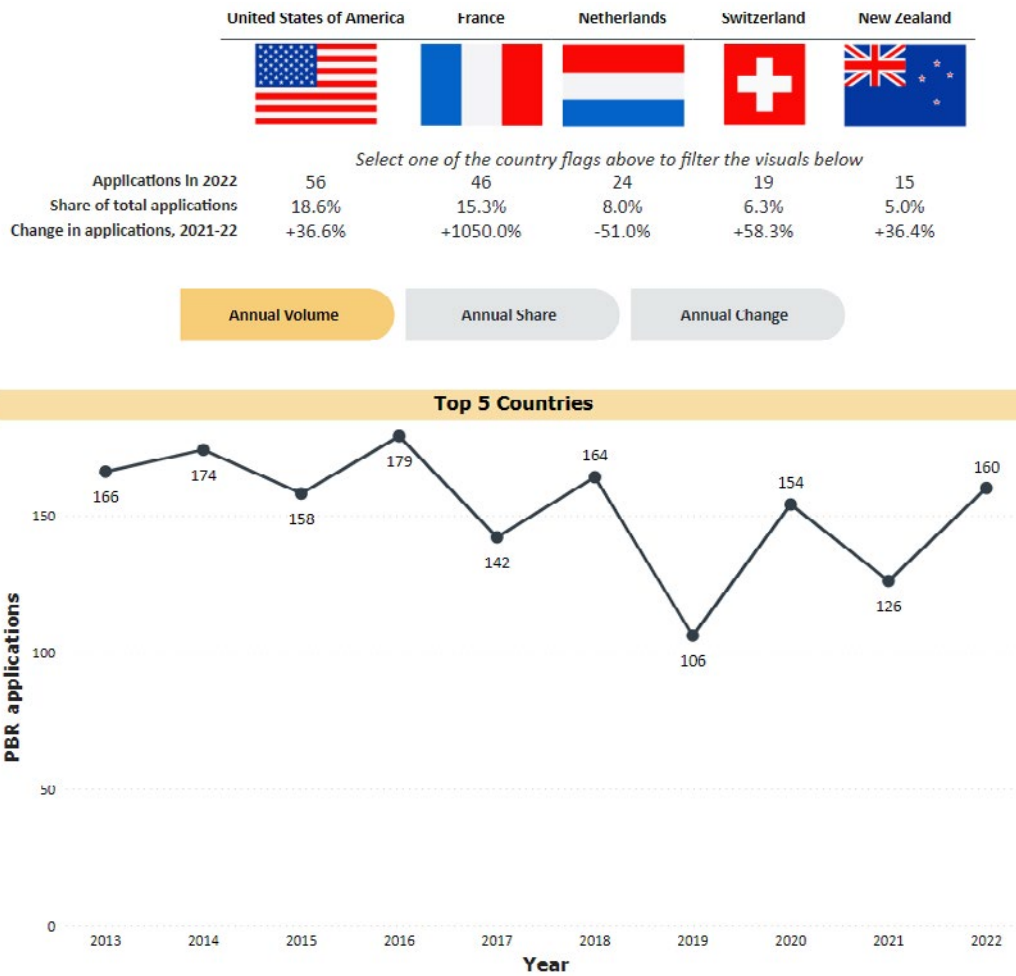 United States of America France Netherlands Switzerland New Zealand
Select one of the country flags above to filter the visuals below
Applications in 2022 56 46 24 19 15
Share of total applications 18.6% 15.3% 8.0% 6.3% 5.0%
Change in applications, 2021-22 +36.6% +1050.0% -51.0% +58.3% +36.4%
Annual Volume Annual Share Annual Change
Top 5 Countries
PBR applications
150
100
50
0
166 174 158 179 142 164 106 154 126 160
2013 2014 2015 2016 2017 2018 2019 2020 2021 2022
Year